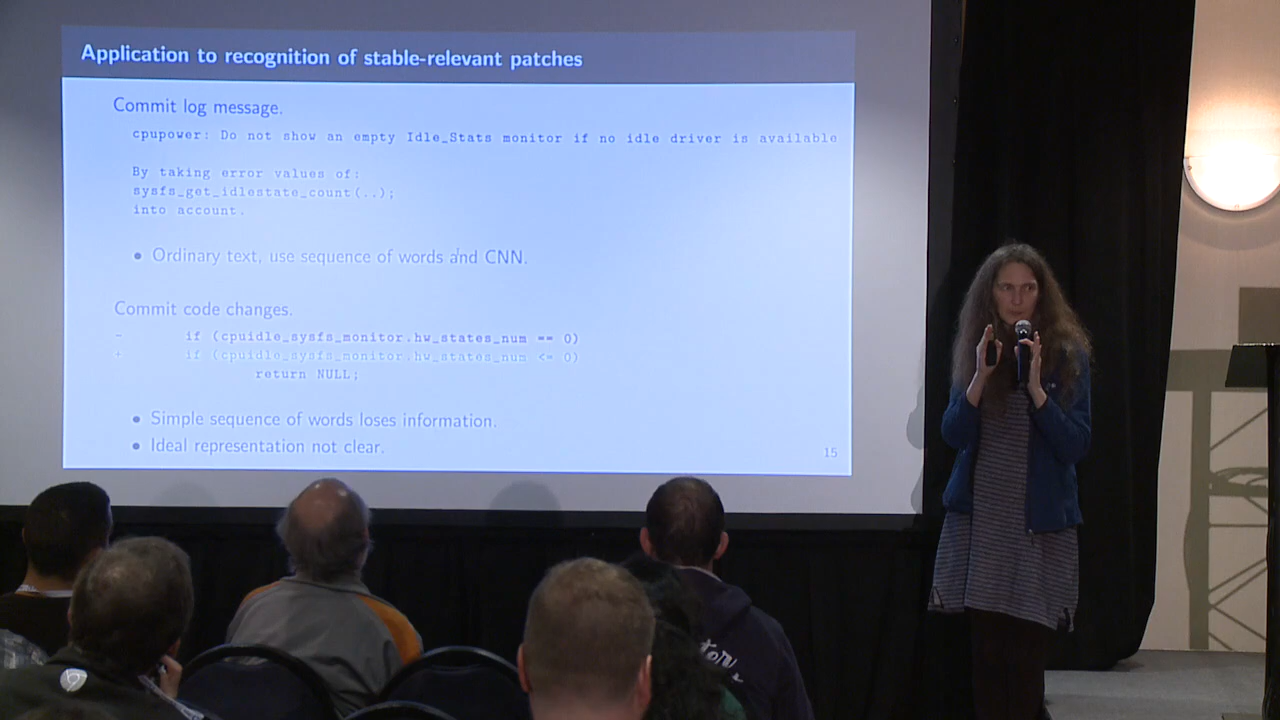 Application to recognition of stable-relevant patches
Commit log message.
cpupower: Do not show an empty Idle_Stats monitor if no idle driver is available
By taking error values of:
sysfs_get_idlestate_count(..);
into account.
• Ordinary text, use sequence of words and CNN.
Commit code changes.
- if (cpuidle_sysfs_monitor.hw_states_num == 0)
+ if (cpuidle_sysfs_monitor.hw_states_num <= 0)
return NULL;
• Simple sequence of words loses information.
• Ideal representation not clear.
15